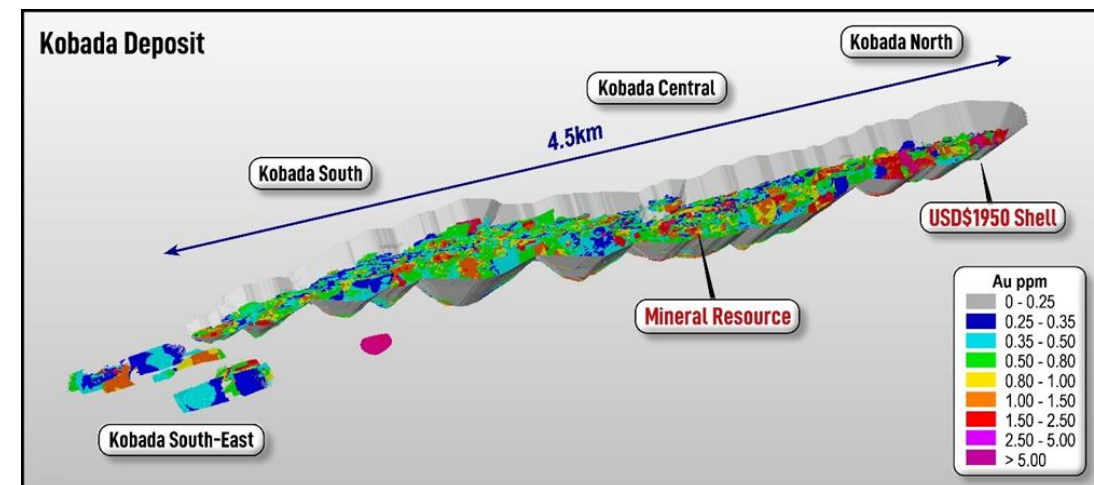 Kobada Deposit
Kobada North
Kobada Central
4.5km
Kobada South
USD$1950 Shell
Mineral Resource
Kobada South-East
Au ppm
0 - 0.25
0.25 - 0.35
0.35 - 0.50
0.50 - 0.80
0.80 - 1.00
1.00 - 1.50
1.50 - 2.50
2.50 - 5.00
> 5.00